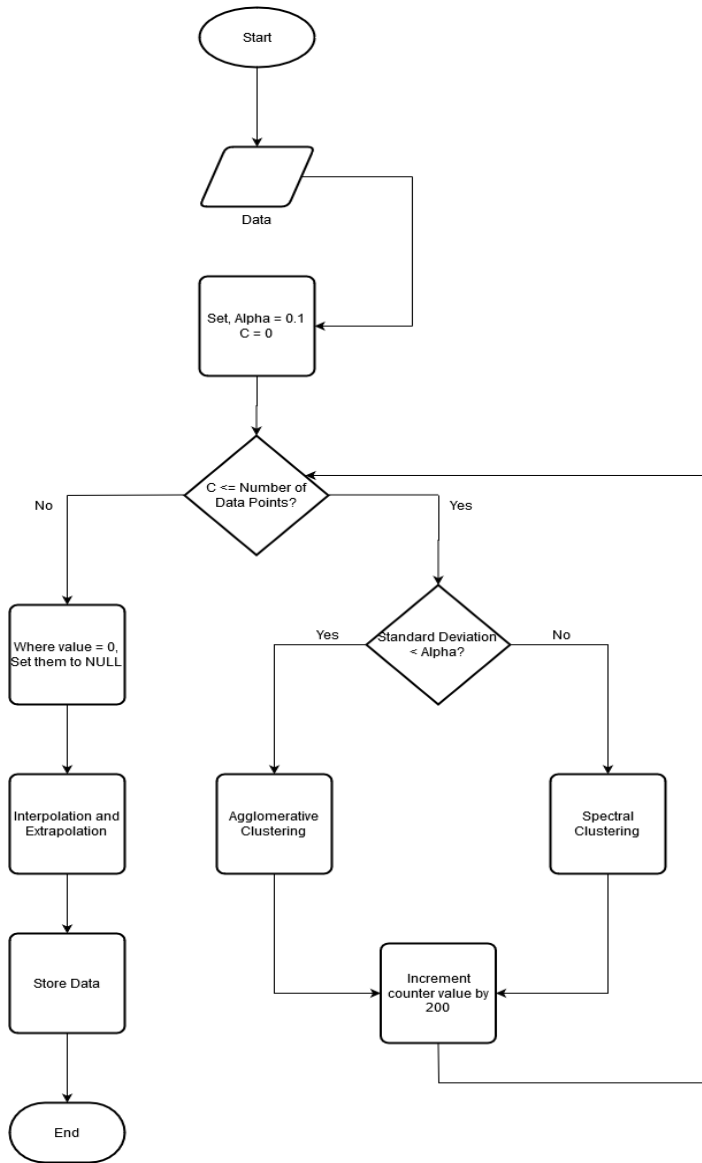 Start
Data
Set, Alpha = 0.1
C = 0
C <= Number of
Data Points?
No
Yes
Where value = 0,
Set them to NULL
Standard Deviation
< Alpha?
Yes
No
Interpolation and
Extrapolation
Agglomerative
Clustering
Spectral
Clustering
Store Data
Increment
counter value by
200
End